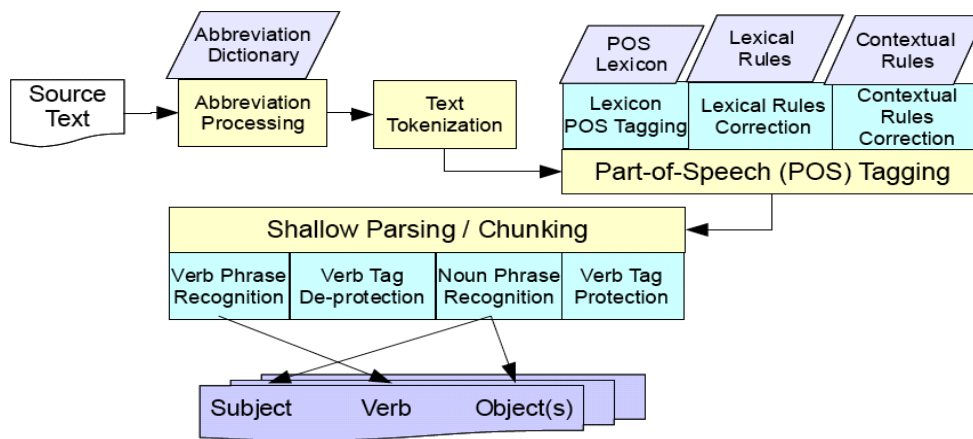 Abbreviation
Dictionary
POS
Lexicon
Lexical
Rules
Contextual
Rules
Source
Text
Abbreviation
Processing
Text
Tokenization
Lexicon
POS Tagging
Lexical Rules
Correction
Contextual
Rules
Correction
Part-of-Speech (POS) Tagging
Shallow Parsing / Chunking
Verb Phrase
Recognition
Verb Tag
De-protection
Noun Phrase
Recognition
Verb Tag
Protection
Subject
Verb
Object(s)